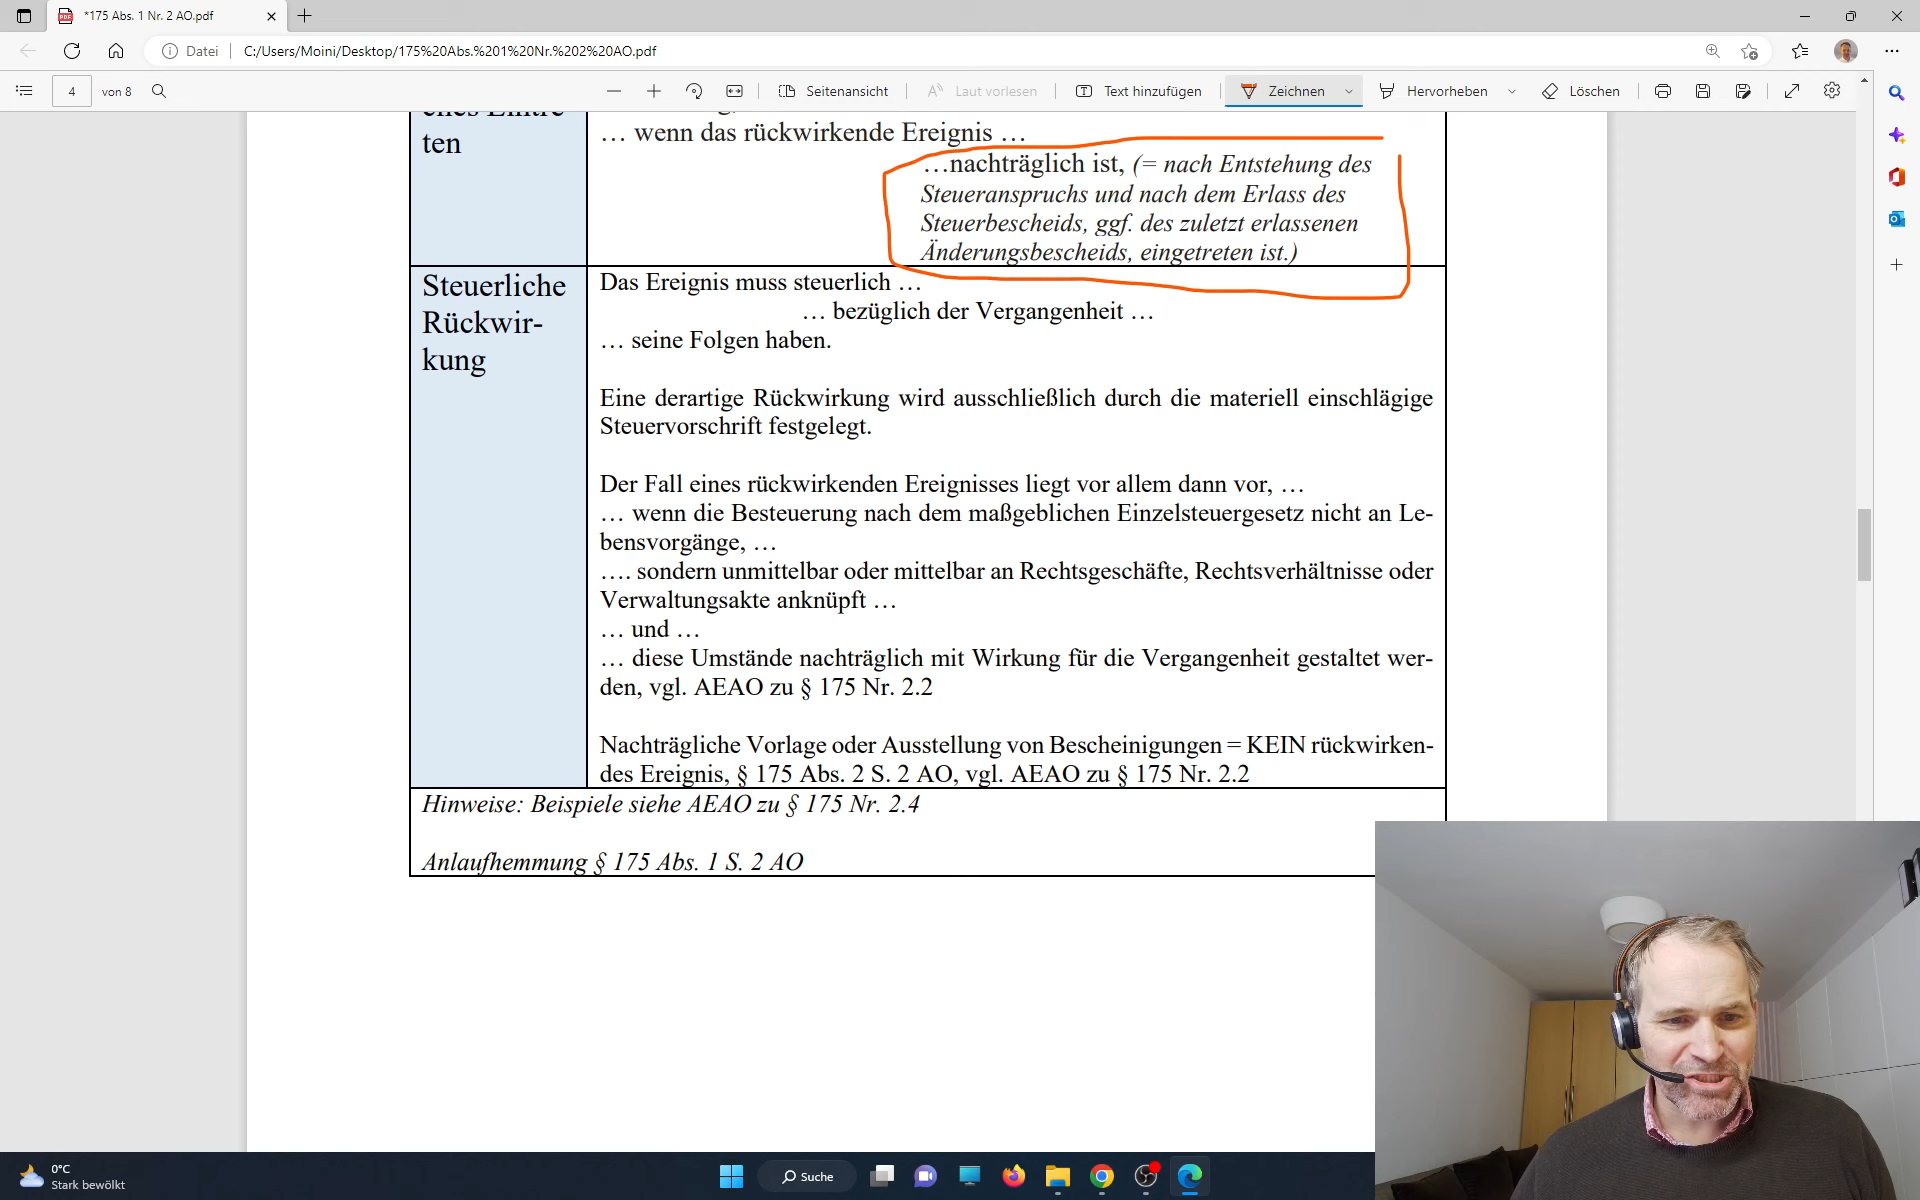 *175 Abs. 1 Nr. 2 AO.pdf
Datei
C:/Users/Moini/Desktop/175%20Abs.%201%20Nr.%202%20AO.pdf
4 von 8
Seitenansicht
Laut vorlesen
Text hinzufügen
Zeichnen
Hervorheben
Löschen
ten
… wenn das rückwirkende Ereignis …
…nachträglich ist, (= nach Entstehung des
Steueranspruchs und nach dem Erlass des
Steuerbescheids, ggf. des zuletzt erlassenen
Änderungsbescheids, eingetreten ist.)
Steuerliche
Rückwir-
kung
Das Ereignis muss steuerlich …
… bezüglich der Vergangenheit …
… seine Folgen haben.
Eine derartige Rückwirkung wird ausschließlich durch die materiell einschlägige
Steuervorschrift festgelegt.
Der Fall eines rückwirkenden Ereignisses liegt vor allem dann vor, …
… wenn die Besteuerung nach dem maßgeblichen Einzelsteuergesetz nicht an Le-
bensvorgänge, …
…. sondern unmittelbar oder mittelbar an Rechtsgeschäfte, Rechtsverhältnisse oder
Verwaltungsakte anknüpft …
… und …
… diese Umstände nachträglich mit Wirkung für die Vergangenheit gestaltet wer-
den, vgl. AEAO zu § 175 Nr. 2.2
Nachträgliche Vorlage oder Ausstellung von Bescheinigungen = KEIN rückwirken-
des Ereignis, § 175 Abs. 2 S. 2 AO, vgl. AEAO zu § 175 Nr. 2.2
Hinweise: Beispiele siehe AEAO zu § 175 Nr. 2.4
Anlaufhemmung § 175 Abs. 1 S. 2 AO
0°C
Stark bewölkt
Suche